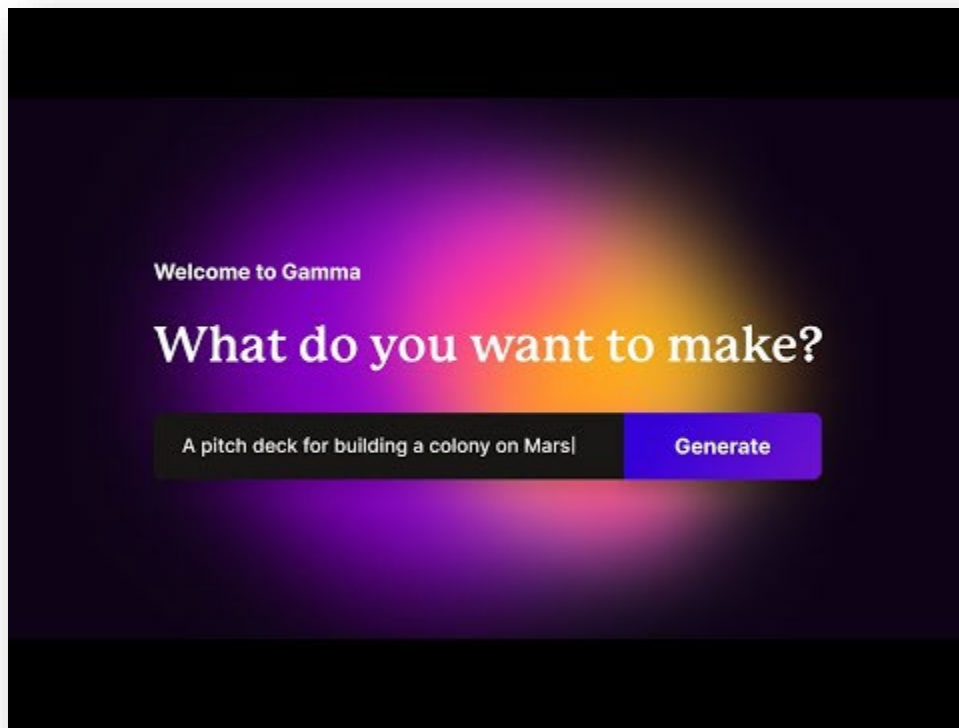 Welcome to Gamma
What do you want to make?
A pitch deck for building a colony on Mars
Generate